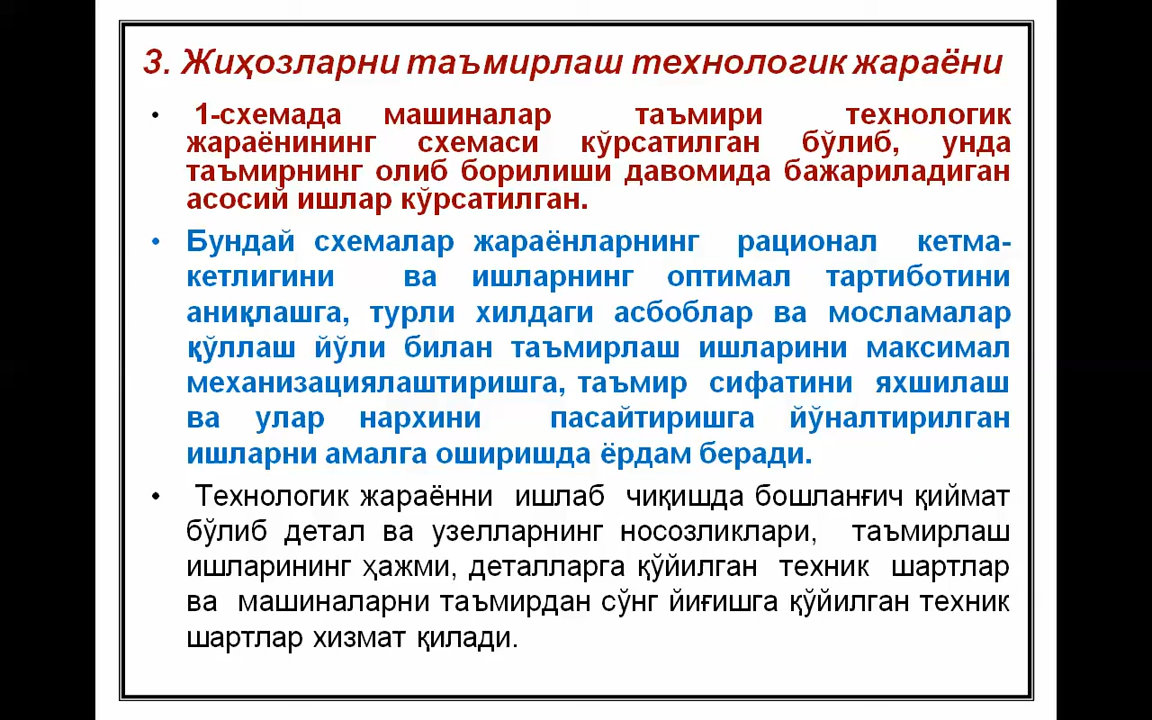 3. Жиҳозларни таъмирлаш технологик жараёни
• 1-схемада машиналар таъмири технологик
жараёнининг схемаси кўрсатилган бўлиб, унда
таъмирнинг олиб борилиши давомида бажариладиган
асосий ишлар кўрсатилган.
• Бундай схемалар жараёнларнинг рационал кетма-
кетлигини ва ишларнинг оптимал тартиботини
аниқлашга, турли хилдаги асбоблар ва мосламалар
қўллаш йўли билан таъмирлаш ишларини максимал
механизациялаштиришга, таъмир сифатини яхшилаш
ва улар нархини пасайтиришга йўналтирилган
ишларни амалга оширишда ёрдам беради.
• Технологик жараённи ишлаб чиқишда бошланғич қиймат
бўлиб детал ва узелларнинг носозликлари, таъмирлаш
ишларининг ҳажми, деталларга қўйилган техник шартлар
ва машиналарни таъмирдан сўнг йиғишга қўйилган техник
шартлар хизмат қилади.